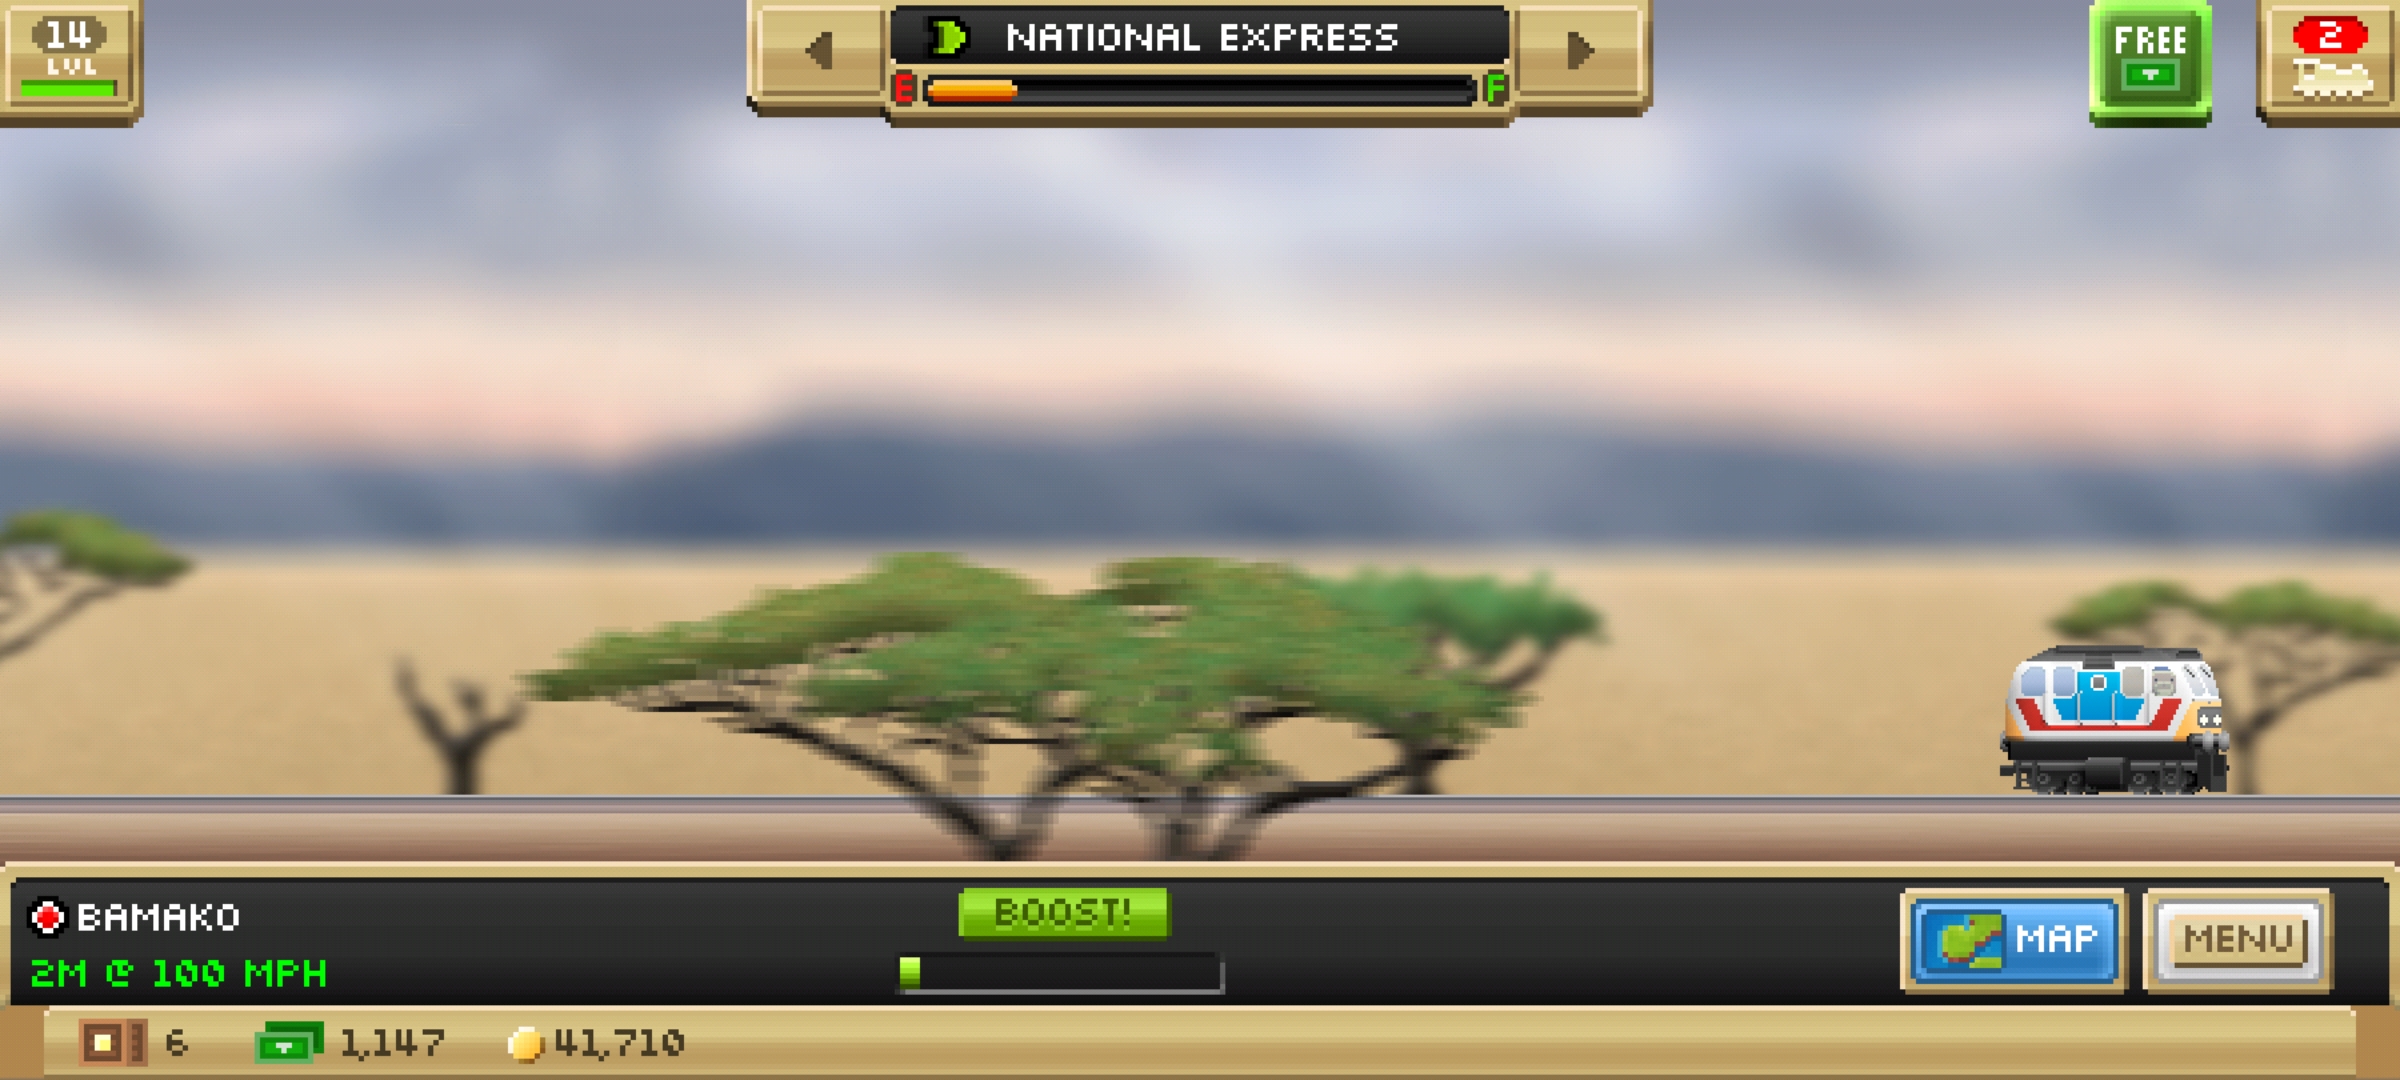 14
LVL
NATIONAL EXPRESS
E F
FREE
2
BAMAKO
2M @ 100 MPH
BOOST!
MAP
MENU
6 1,147 41,710